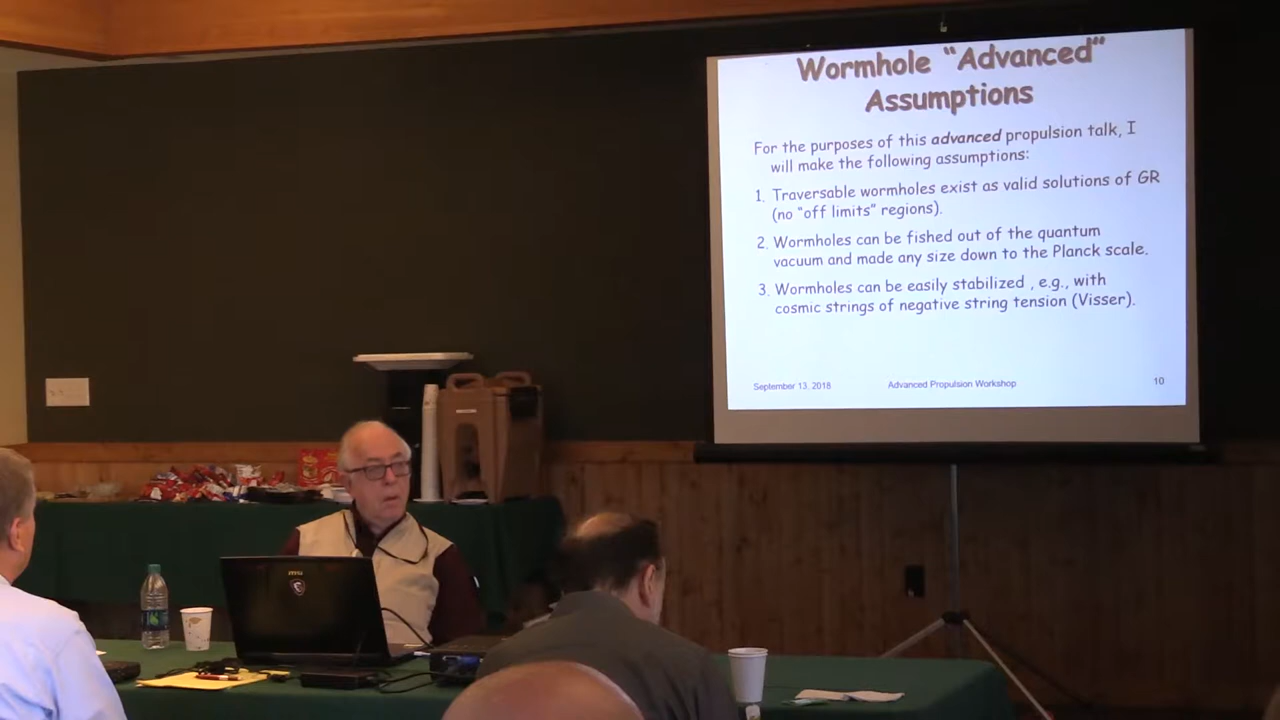 Wormhole "Advanced"
Assumptions
For the purposes of this advanced propulsion talk, I
will make the following assumptions:
1. Traversable wormholes exist as valid solutions of GR
(no "off limits" regions).
2. Wormholes can be fished out of the quantum
vacuum and made any size down to the Planck scale.
3. Wormholes can be easily stabilized , e.g., with
cosmic strings of negative string tension (Visser).
September 13, 2018 Advanced Propulsion Workshop 10
msi